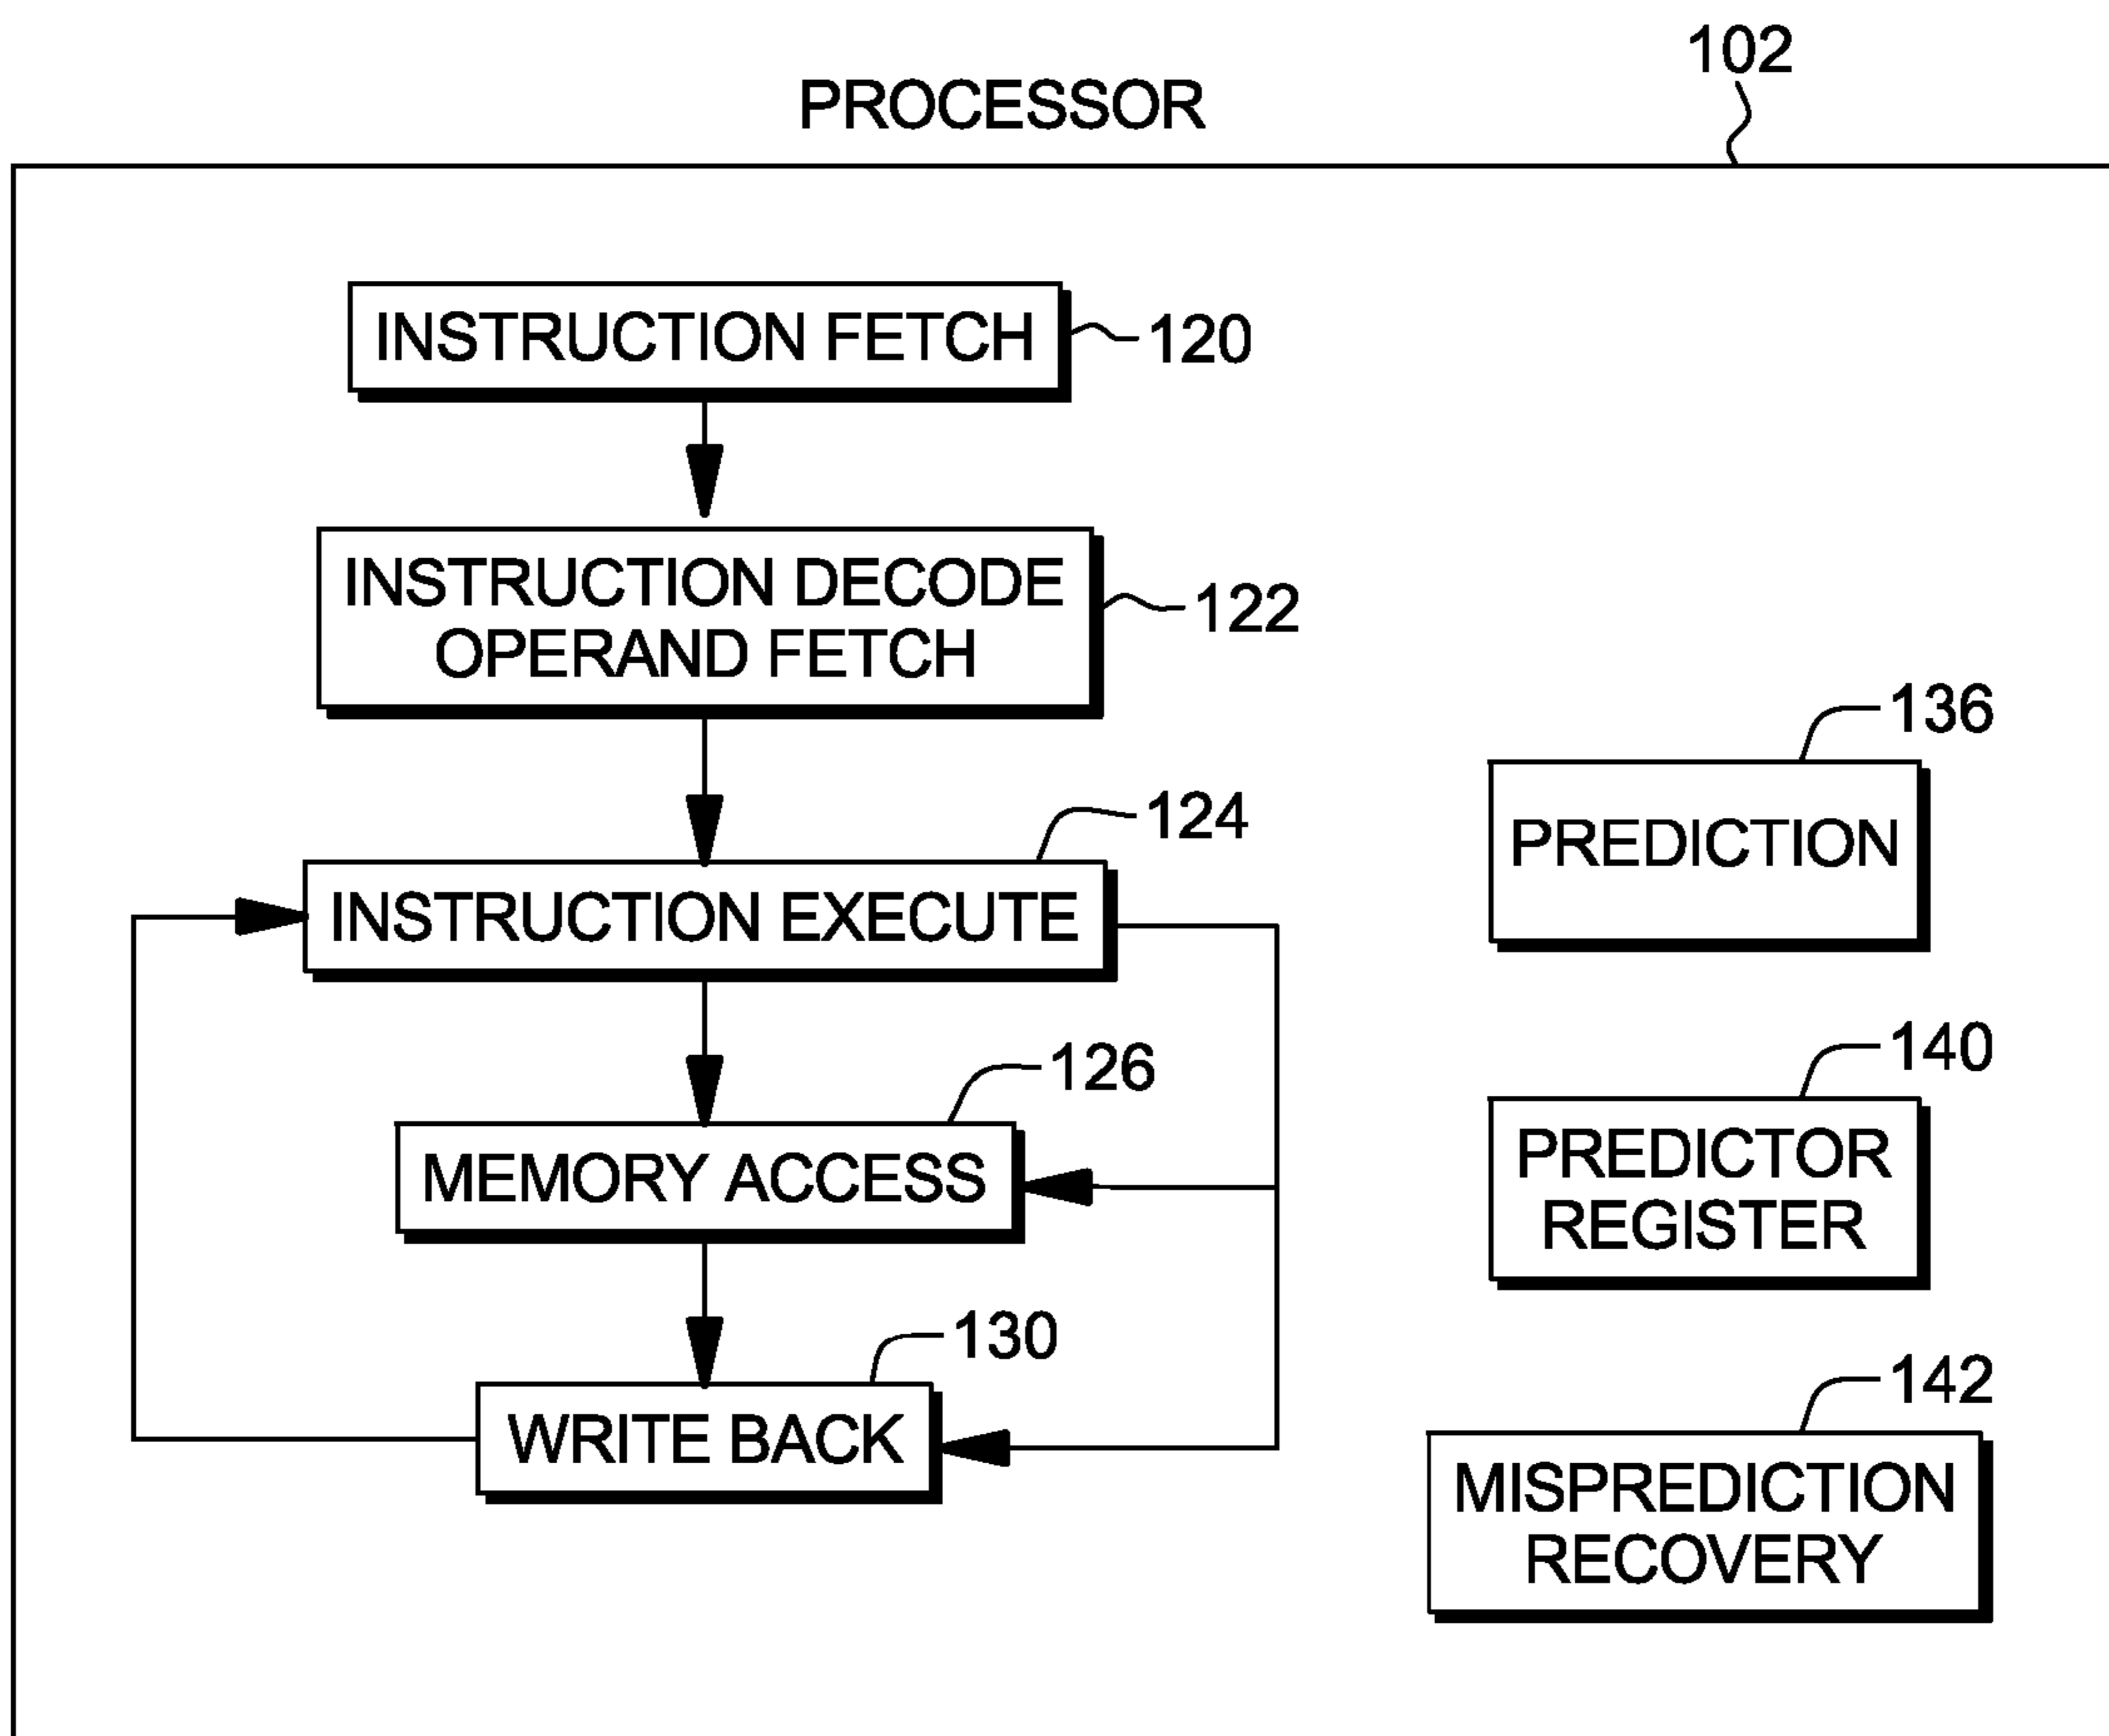 102
PROCESSOR
INSTRUCTION FETCH
120
INSTRUCTION DECODE
OPERAND FETCH
122
136
PREDICTION
124
INSTRUCTION EXECUTE
140
PREDICTOR
REGISTER
126
MEMORY ACCESS
130
WRITE BACK
142
MISPREDICTION
RECOVERY